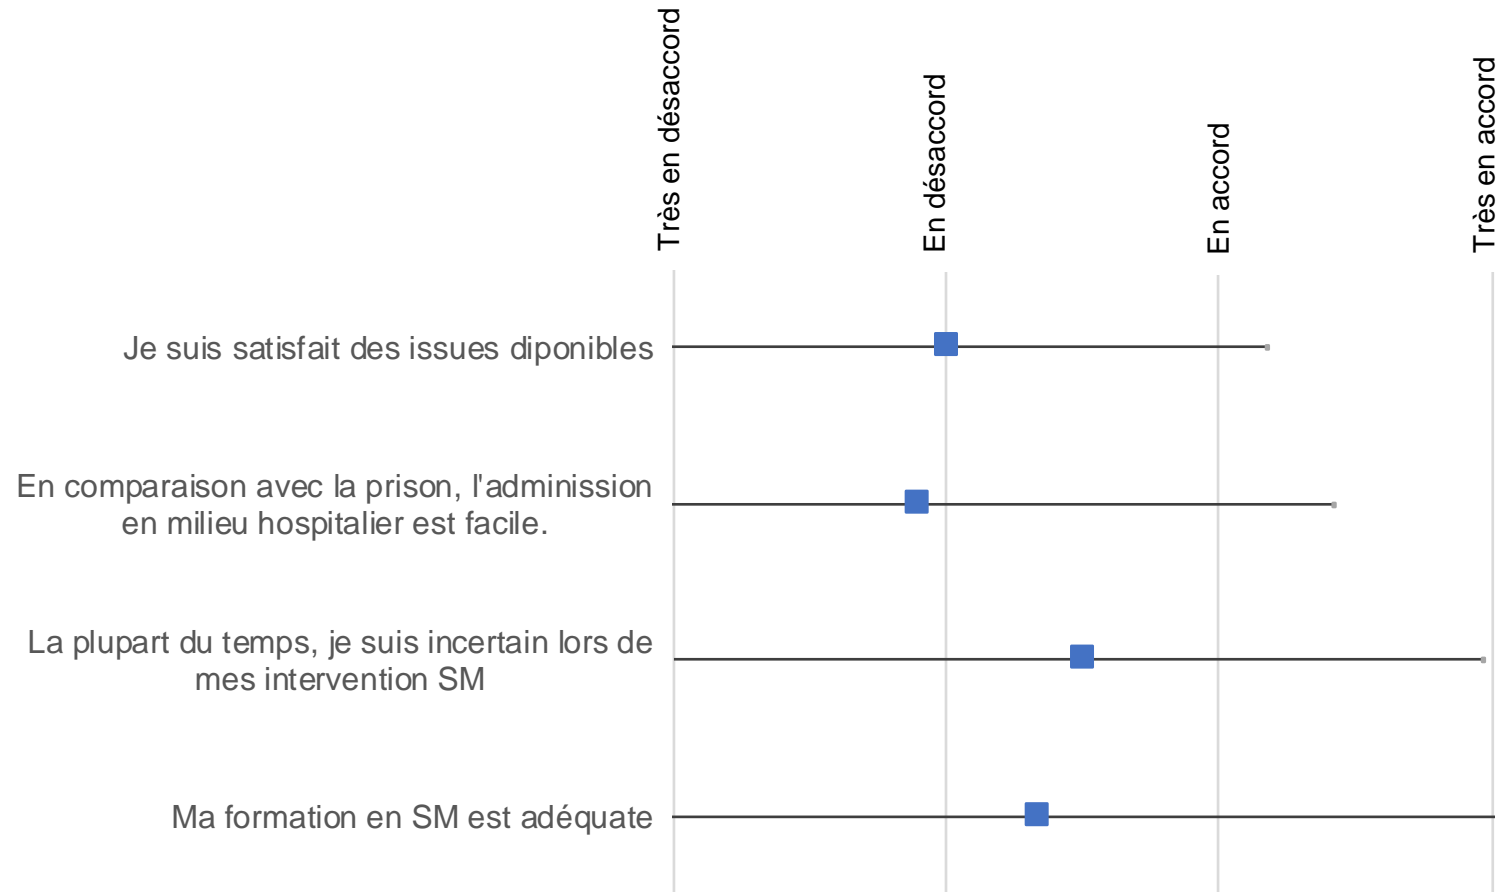 Très en désaccord
En désaccord
En accord
Très en accord
Je suis satisfait des issues diponibles
En comparaison avec la prison, l'adminission
en milieu hospitalier est facile.
La plupart du temps, je suis incertain lors de
mes intervention SM
Ma formation en SM est adéquate